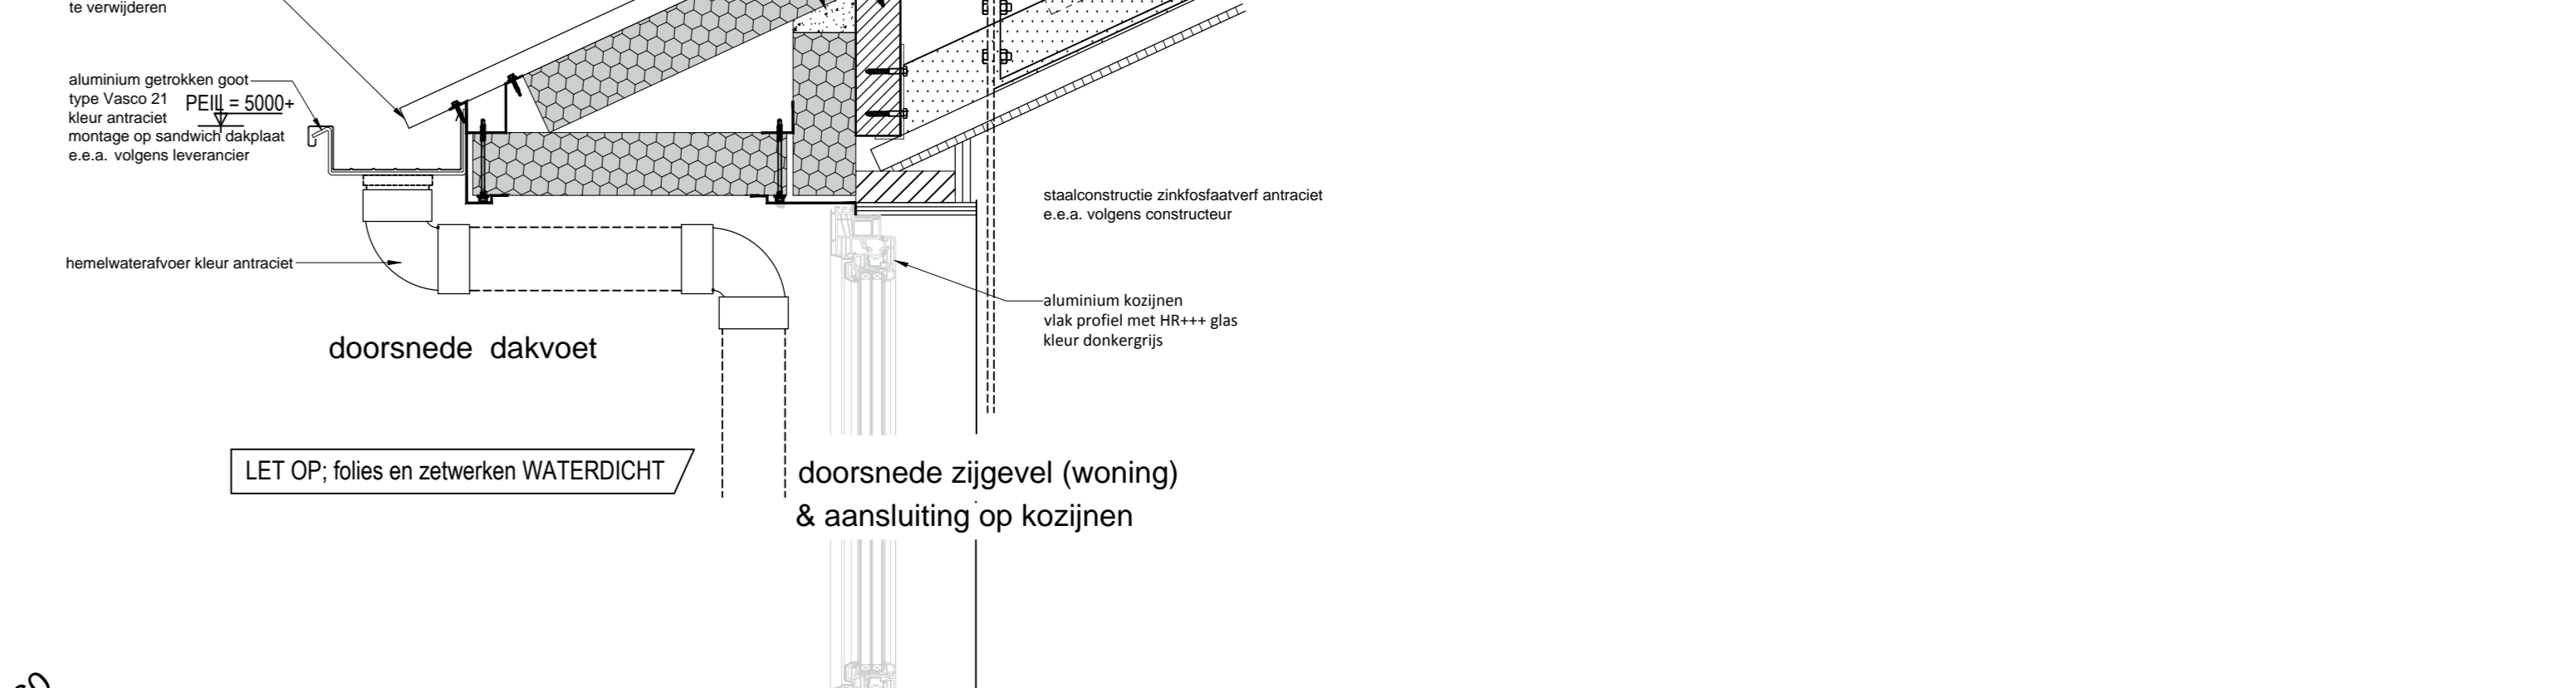 te verwijderen
aluminium getrokken goot
type Vasco 21
PEIII = 5000+
kleur antraciet
montage op sandwich dakplaat
e.e.a. volgens leverancier
staalconstructie zinkfosfaatverf antraciet
e.e.a. volgens constructeur
hemelwaterafvoer kleur antraciet
aluminium kozijnen
vlak profiel met HR+++ glas
kleur donkergrijs
doorsnede dakvoet
LET OP; folies en zetwerken WATERDICHT
doorsnede zijgevel (woning)
& aansluiting op kozijnen